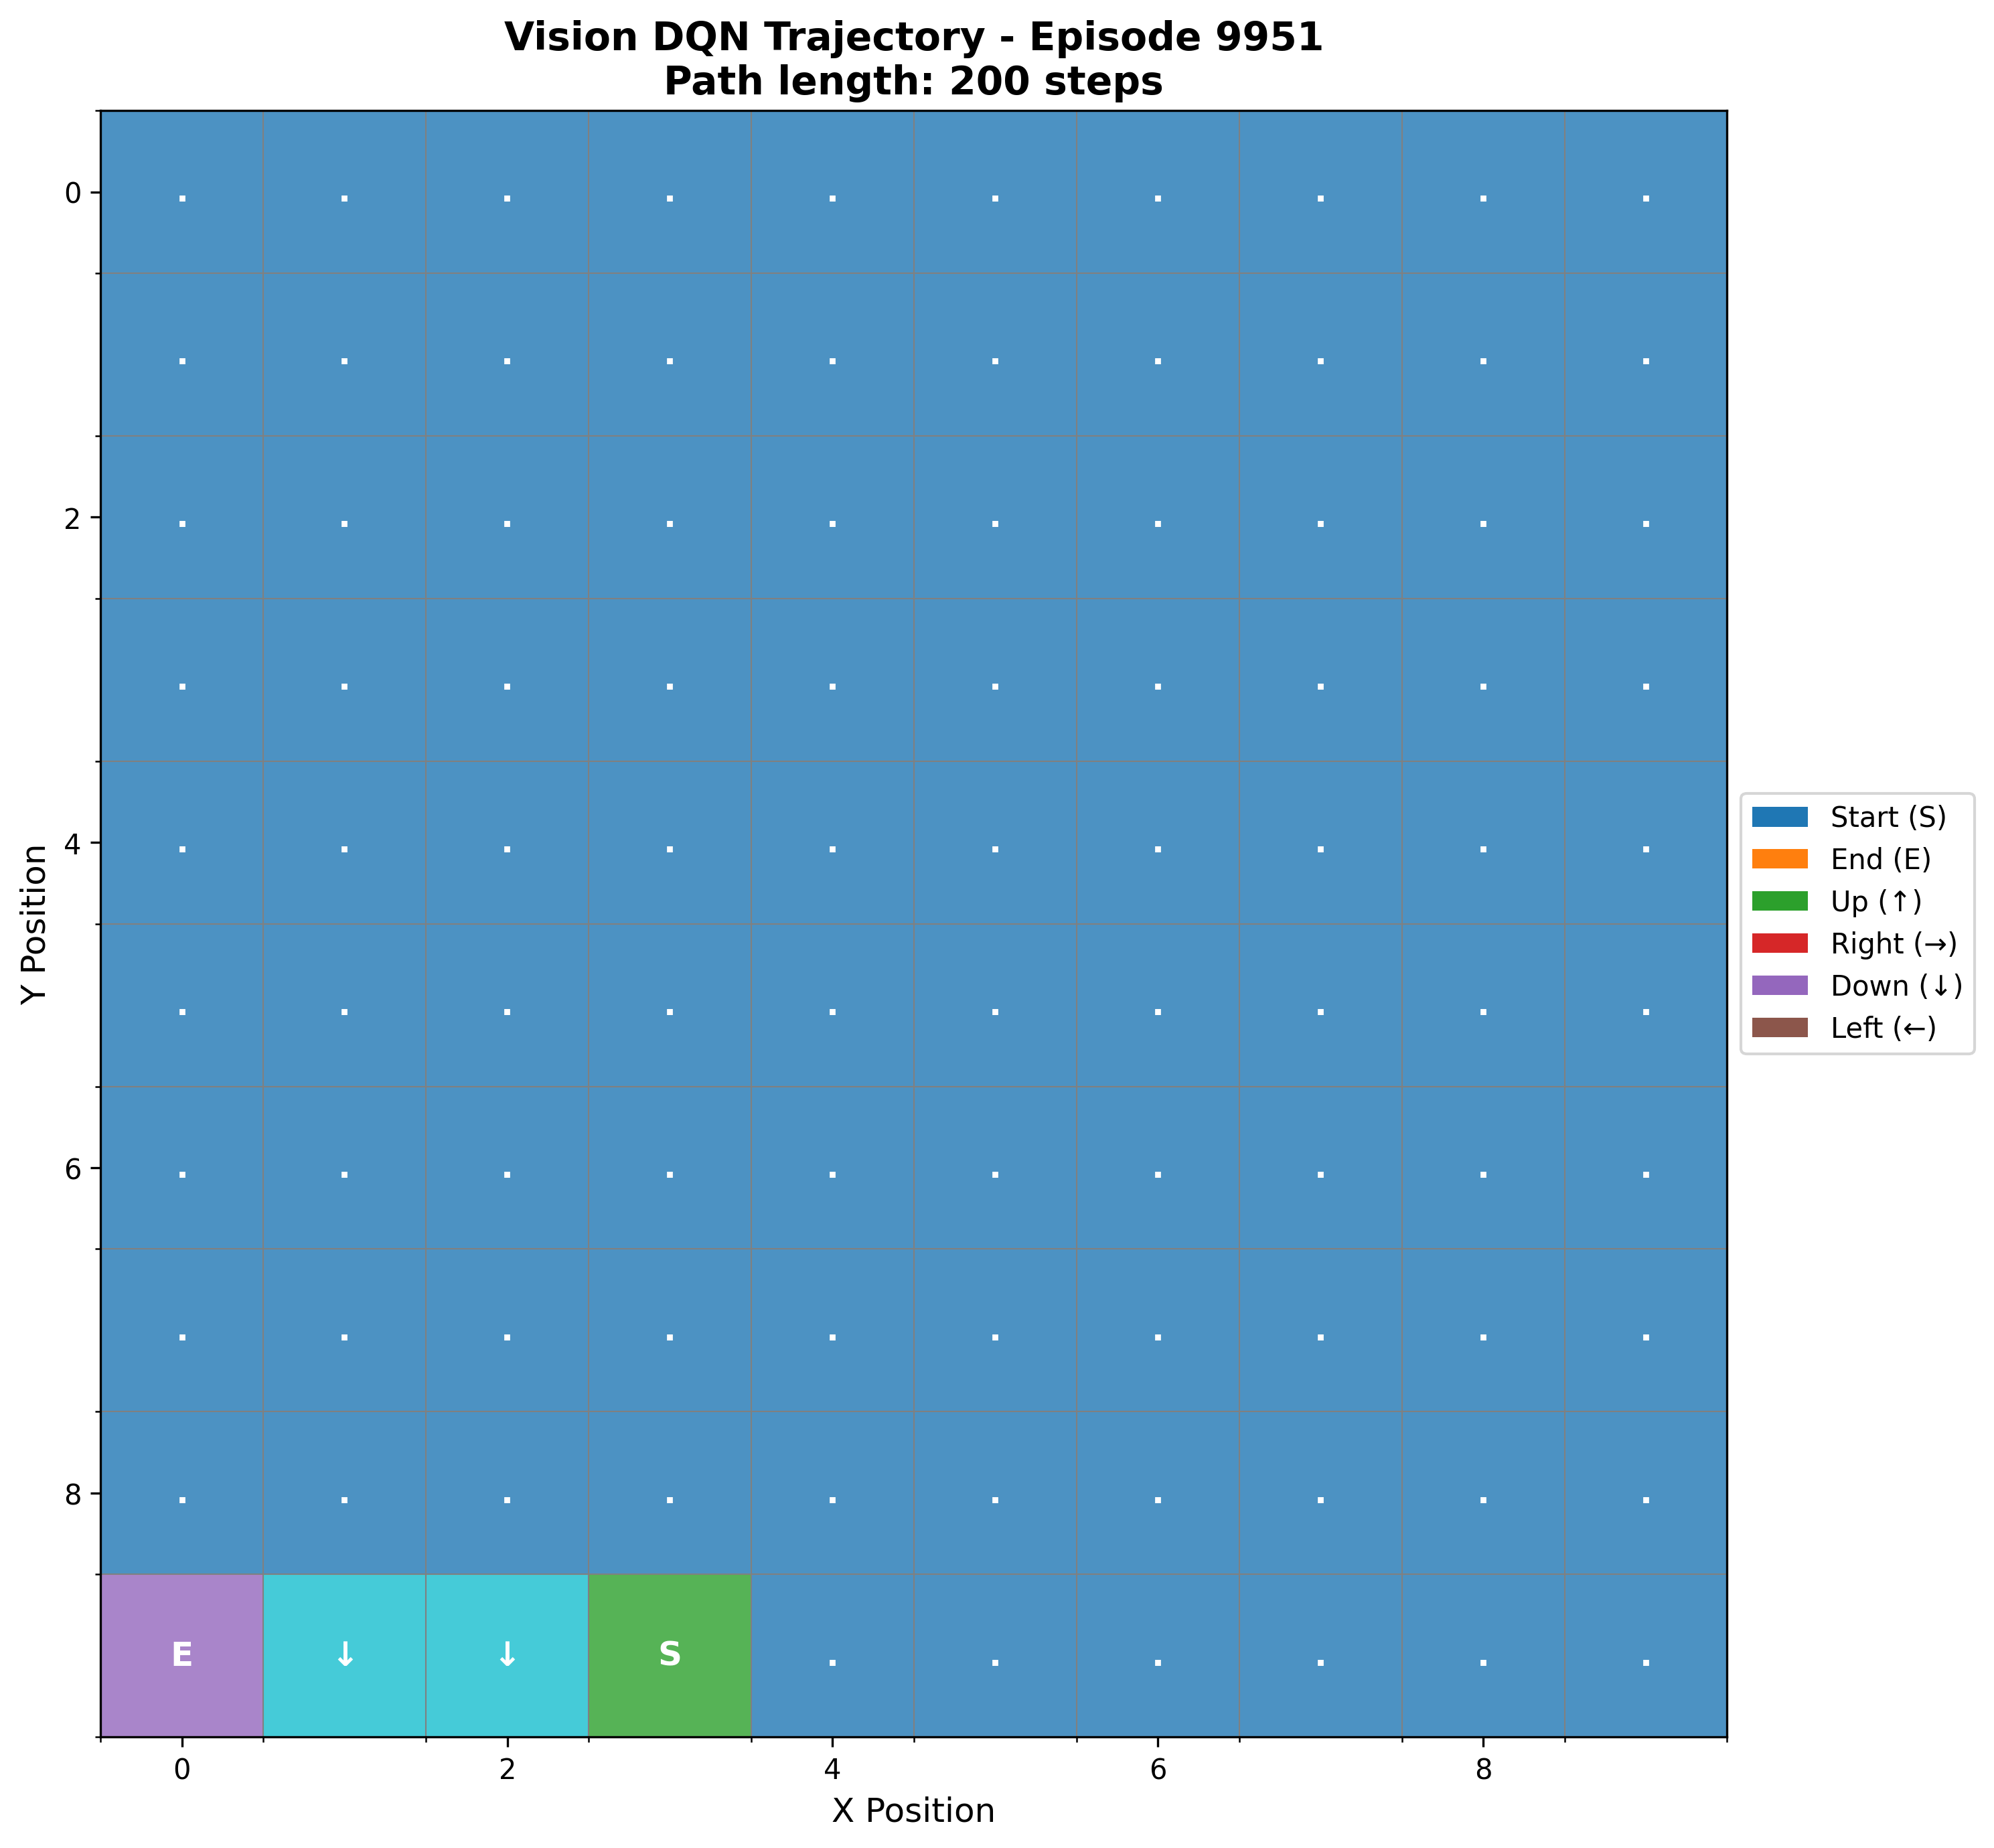 Vision DQN Trajectory - Episode 9951
Path length: 200 steps
Y Position
0
2
4
6
8
E ↓ ↓ S
0 2 4 6 8
X Position
Start (S)
End (E)
Up (↑)
Right (→)
Down (↓)
Left (←)